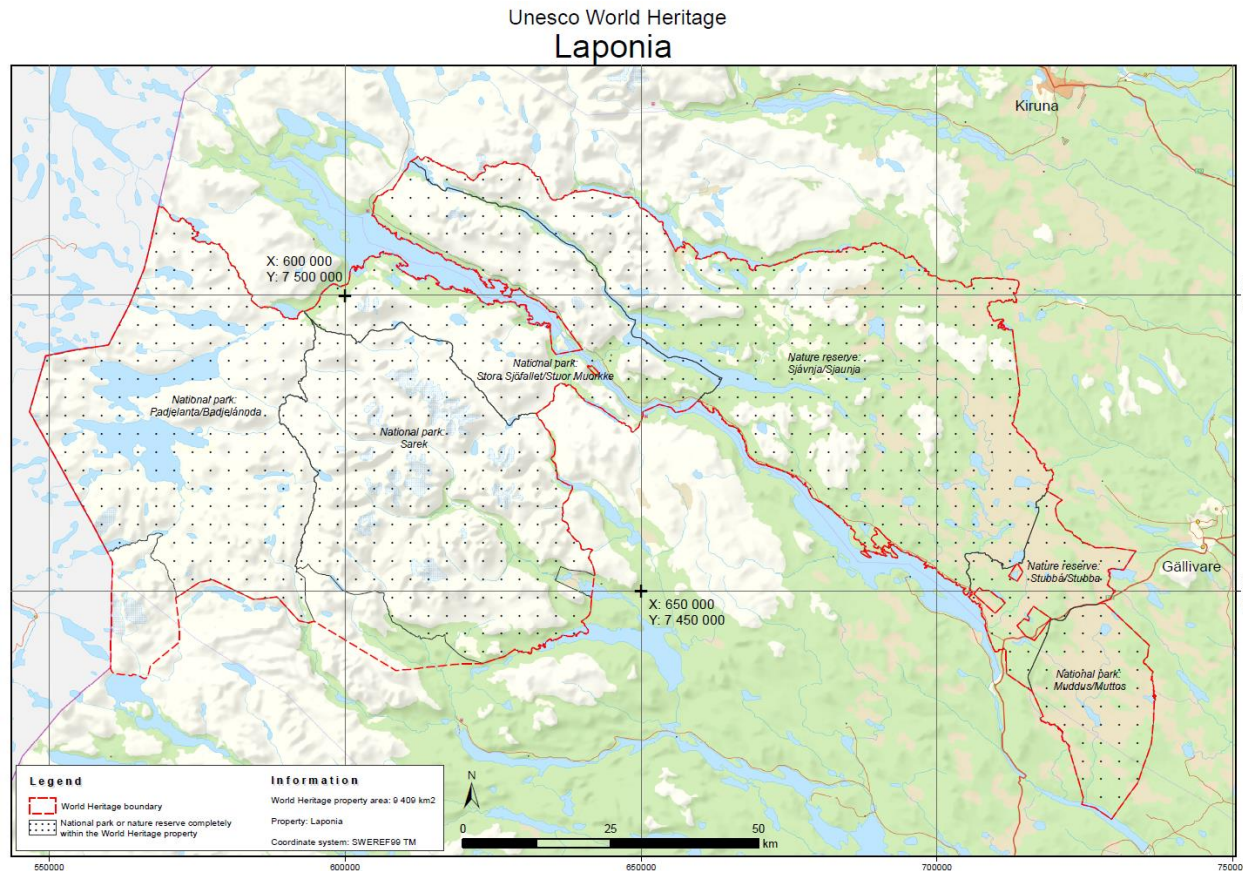 Unesco World Heritage
Laponia
Kiruna
X: 600 000
Y: 7 500 000
Nature reserve:
Sjávnja/Sjaunja
National park:
Stora Sjöfallet/Stuor Muorkke
National park:
Padjelanta/Badjelánnda
National park:
Sarek
Nature reserve:
Stubbá/Stubba
Gällivare
X: 650 000
Y: 7 450 000
National park:
Muddus/Muttos
Legend
World Heritage boundary
National park or nature reserve completely
within the World Heritage property
Information
World Heritage property area: 9 409 km2
Property: Laponia
Coordinate system: SWEREF99 TM
N
0 25 50
km
550000 600000 650000 700000 75000